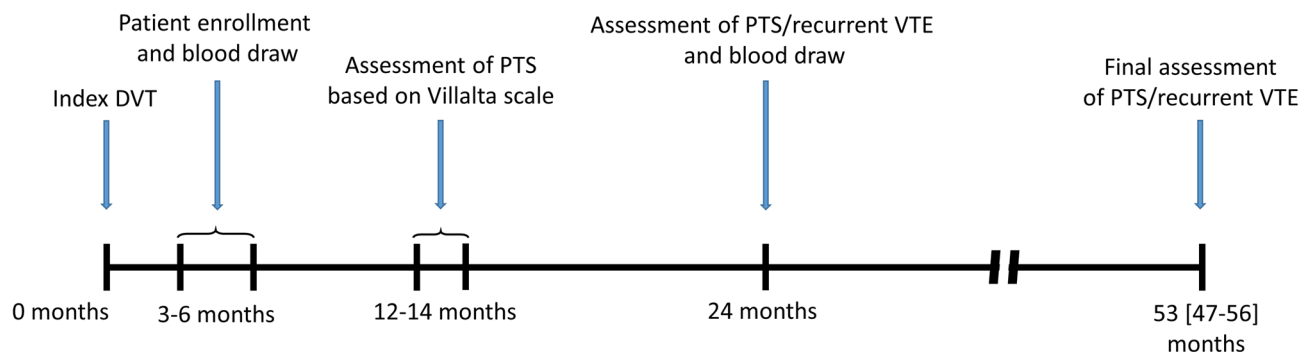 Patient enrollment
and blood draw
Assessment of PTS/recurrent VTE
and blood draw
Assessment of PTS
based on Villalta scale
Final assessment
of PTS/recurrent VTE
Index DVT
0 months
3-6 months
12-14 months
24 months
53 [47-56]
months